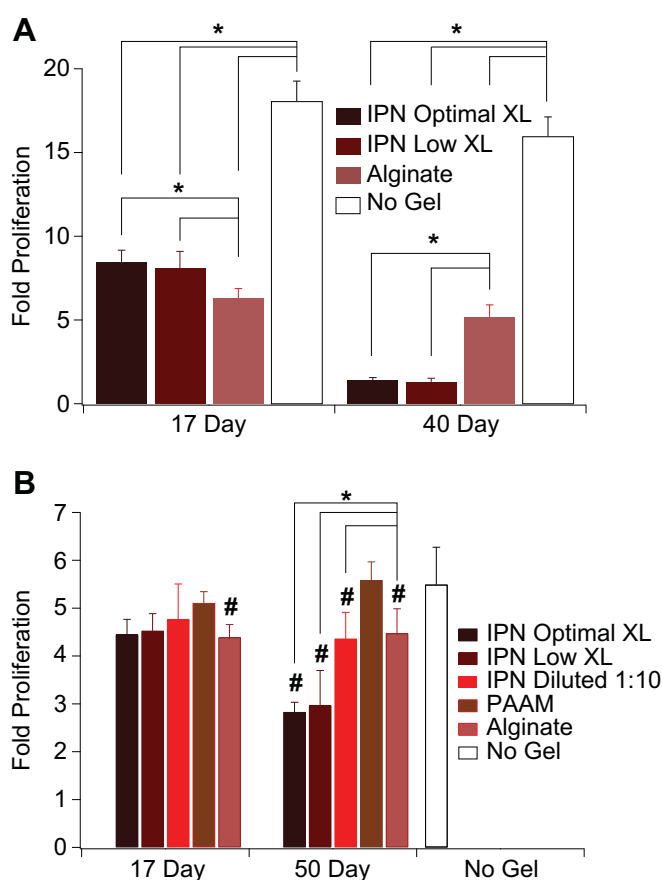 A
Fold Proliferation
20
15
10
5
0
*
*
*
*
IPN Optimal XL
IPN Low XL
Alginate
No Gel
17 Day
40 Day
B
Fold Proliferation
7
6
5
4
3
2
1
0
*
#
#
#
#
#
IPN Optimal XL
IPN Low XL
IPN Diluted 1:10
PAAM
Alginate
No Gel
17 Day
50 Day
No Gel